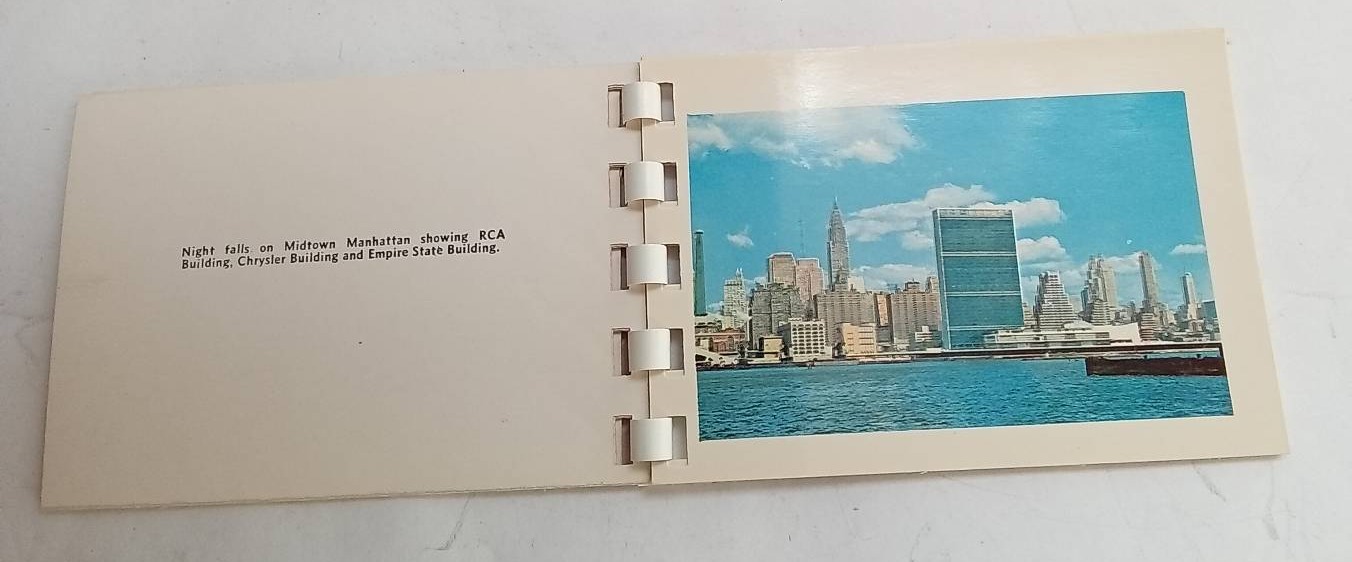 Night falls on Midtown Manhattan showing RCA
Building, Chrysler Building and Empire State Building.